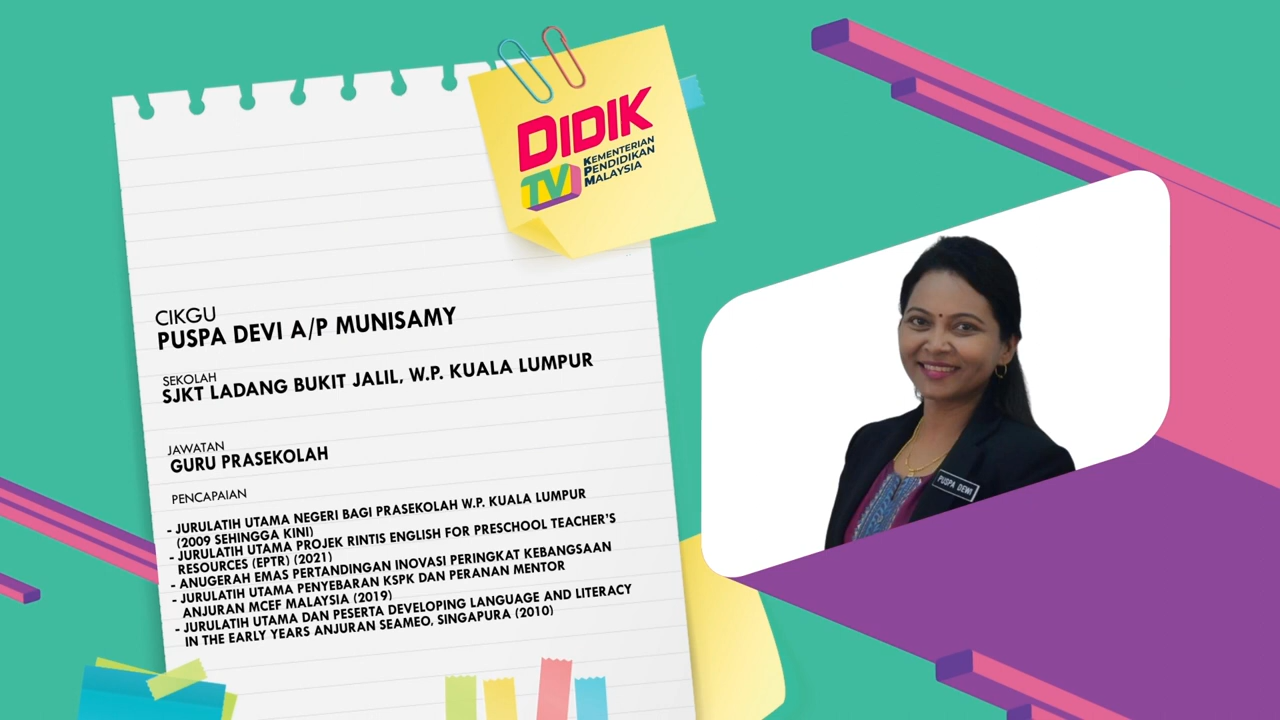 DIDIK
TV
KEMENTERIAN
PENDIDIKAN
MALAYSIA
CIKGU
PUSPA DEVI A/P MUNISAMY
SEKOLAH
SJKT LADANG BUKIT JALIL, W.P. KUALA LUMPUR
JAWATAN
GURU PRASEKOLAH
PENCAPAIAN
- JURULATIH UTAMA NEGERI BAGI PRASEKOLAH W.P. KUALA LUMPUR
(2009 SEHINGGA KINI)
- JURULATIH UTAMA PROJEK RINTIS ENGLISH FOR PRESCHOOL TEACHER'S
RESOURCES (EPTR) (2021)
- ANUGERAH EMAS PERTANDINGAN INOVASI PERINGKAT KEBANGSAAN
- JURULATIH UTAMA PENYEBARAN KSPK DAN PERANAN MENTOR
ANJURAN MCEF MALAYSIA (2019)
- JURULATIH UTAMA DAN PESERTA DEVELOPING LANGUAGE AND LITERACY
IN THE EARLY YEARS ANJURAN SEAMEO, SINGAPURA (2010)
PUSPA DEWI